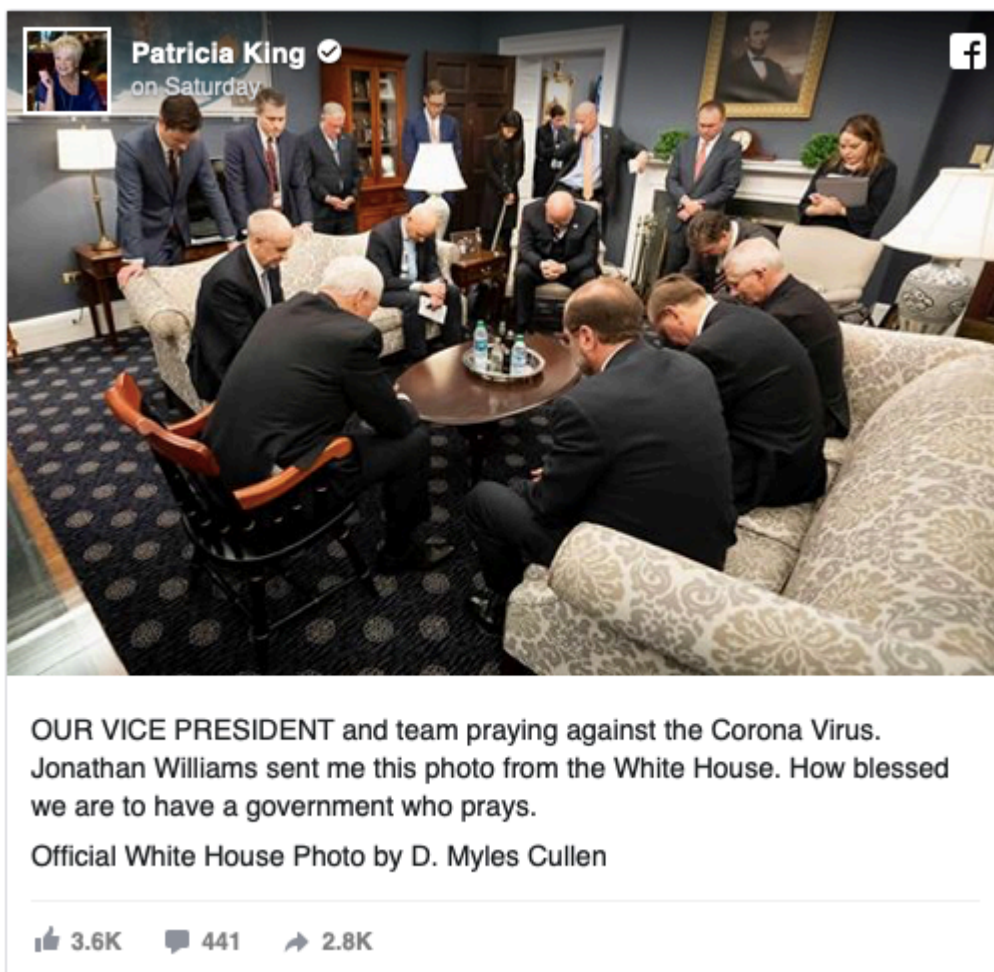 Patricia King
on Saturday
OUR VICE PRESIDENT and team praying against the Corona Virus.
Jonathan Williams sent me this photo from the White House. How blessed
we are to have a government who prays.
Official White House Photo by D. Myles Cullen
3.6K 441 2.8K